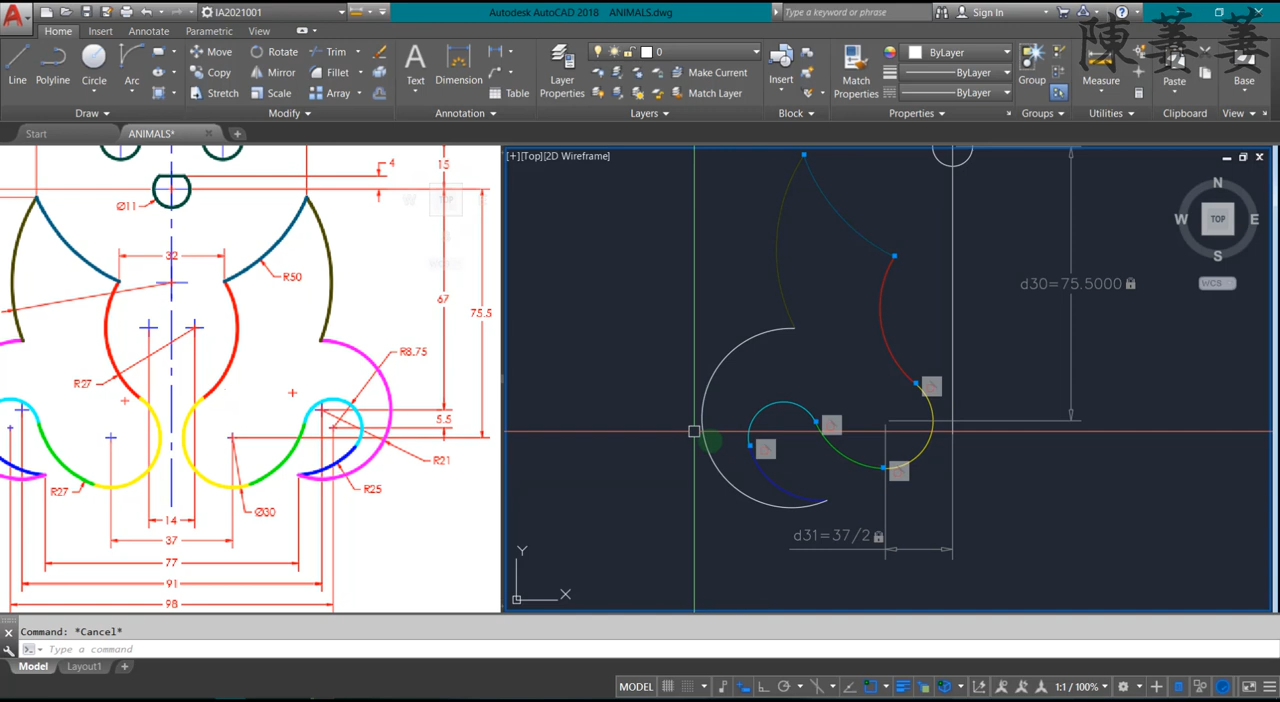 IA2021001
Autodesk AutoCAD 2018 ANIMALS.dwg
Type a keyword or phrase
Sign In
Home Insert Annotate Parametric View
Move Rotate Trim
Copy Mirror Fillet
Stretch Scale Array
Line Polyline Circle Arc
Text Dimension
Table
Layer Properties
0
Make Current
Match Layer
Insert
Match Properties
ByLayer
ByLayer
ByLayer
Group
Measure
Paste
Base
Draw Modify Annotation Layers Block Properties Groups Utilities Clipboard View
Start ANIMALS*
15
4
Ø11
32
R50
67
75.5
R27
R8.75
5.5
R21
R27
Ø30
R25
14
37
77
91
98
[+][Top][2D Wireframe]
N
W TOP E
S
WCS
d30=75.5000
d31=37/2
Y
X
Command: *Cancel*
Type a command
Model Layout1
MODEL
1:1 / 100%